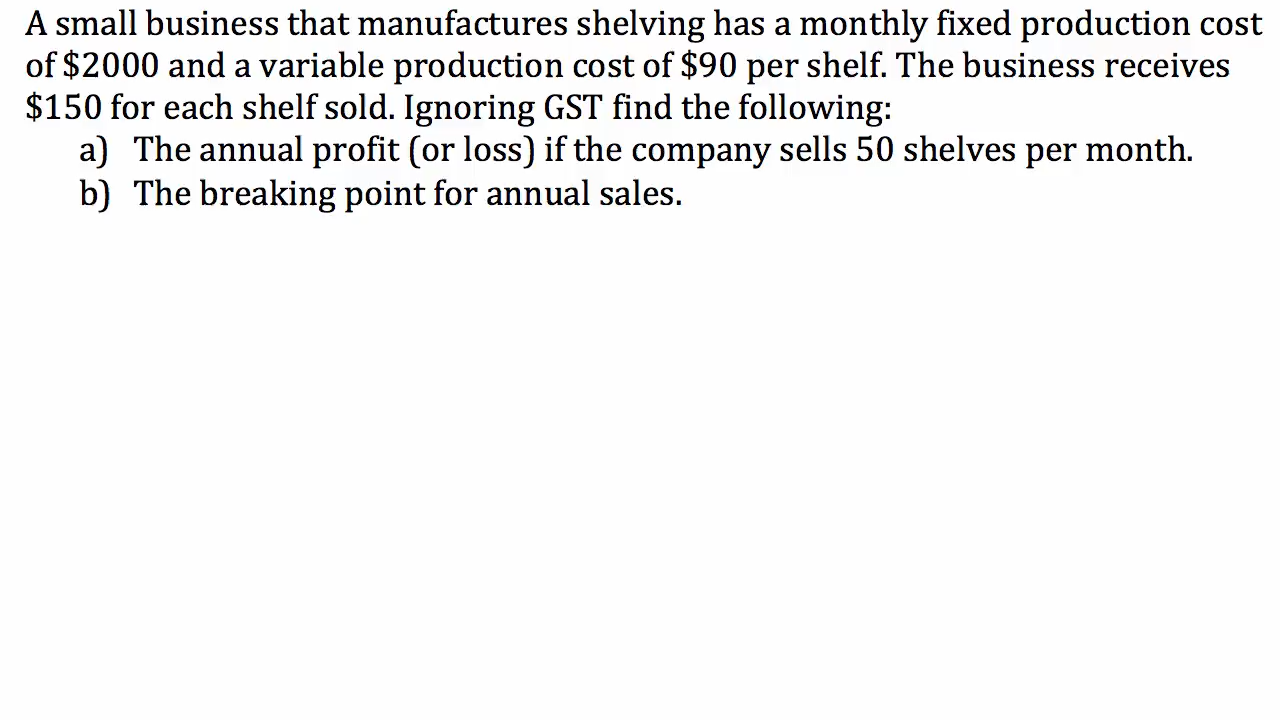 A small business that manufactures shelving has a monthly fixed production cost
of $2000 and a variable production cost of $90 per shelf. The business receives
$150 for each shelf sold. Ignoring GST find the following:
a) The annual profit (or loss) if the company sells 50 shelves per month.
b) The breaking point for annual sales.